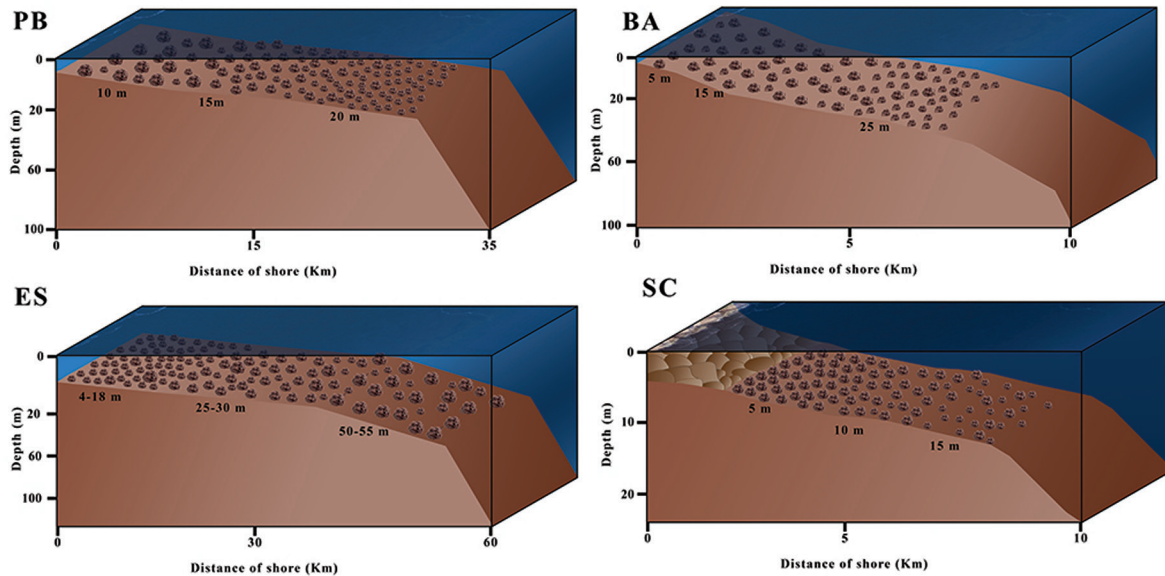 PB
0
20
60
100
Depth (m)
10 m
15m
20 m
0
15
35
Distance of shore (Km)
BA
0
20
60
100
Depth (m)
5 m
15 m
25 m
0
5
10
Distance of shore (Km)
ES
0
20
60
100
Depth (m)
4-18 m
25-30 m
50-55 m
0
30
60
Distance of shore (Km)
SC
0
10
20
Depth (m)
5 m
10 m
15 m
0
5
10
Distance of shore (Km)